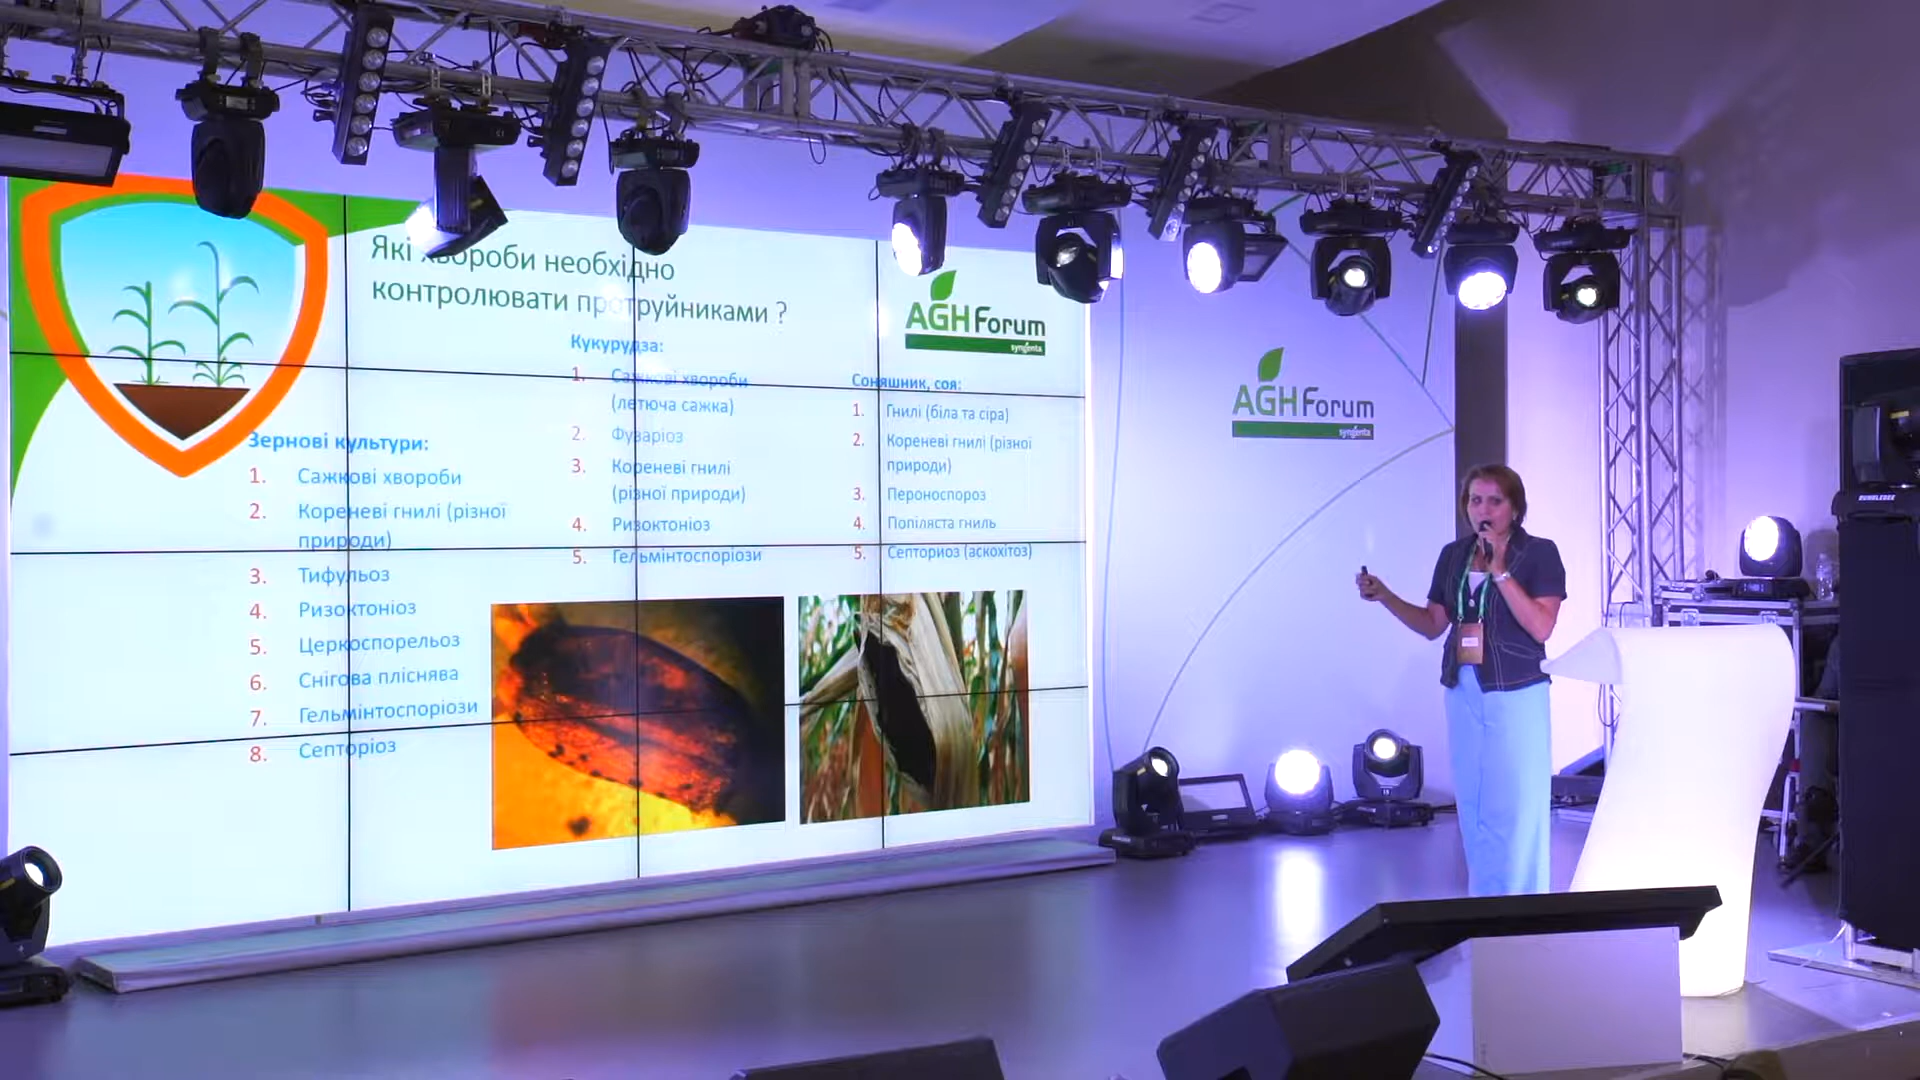 Які хвороби необхідно
контролювати протруйниками ?
AGH Forum
syngenta
Зернові культури:
1. Сажкові хвороби
2. Кореневі гнилі (різної
природи)
3. Тифульоз
4. Ризоктоніоз
5. Церкоспорельоз
6. Снігова пліснява
7. Гельмінтоспоріози
8. Септоріоз
Кукурудза:
1. Сажкові хвороби
(летюча сажка)
2. Фузаріоз
3. Кореневі гнилі
(різної природи)
4. Ризоктоніоз
5. Гельмінтоспоріози
Соняшник, соя:
1. Гнилі (біла та сіра)
2. Кореневі гнилі (різної
природи)
3. Пероноспороз
4. Попіляста гниль
5. Септориоз (аскохітоз)
AGH Forum
syngenta